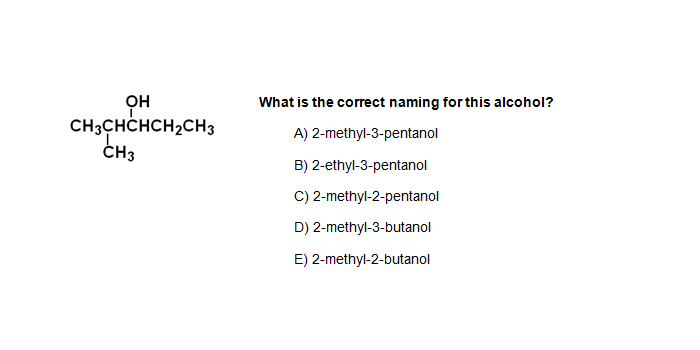 OH
CH₃CHCHCH₂CH₃
CH₃
What is the correct naming for this alcohol?
A) 2-methyl-3-pentanol
B) 2-ethyl-3-pentanol
C) 2-methyl-2-pentanol
D) 2-methyl-3-butanol
E) 2-methyl-2-butanol